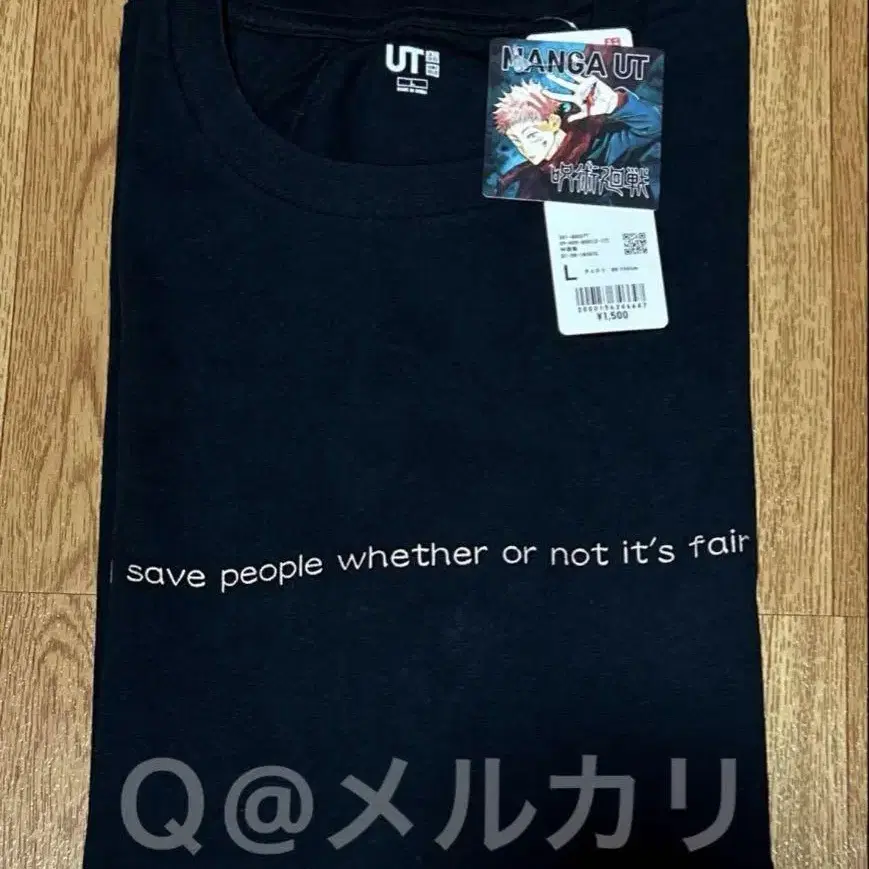 UT
L
MANGA UT
呪術廻戦
L
2000154244447
¥1,500
save people whether or not it's fair
Q@メルカリ